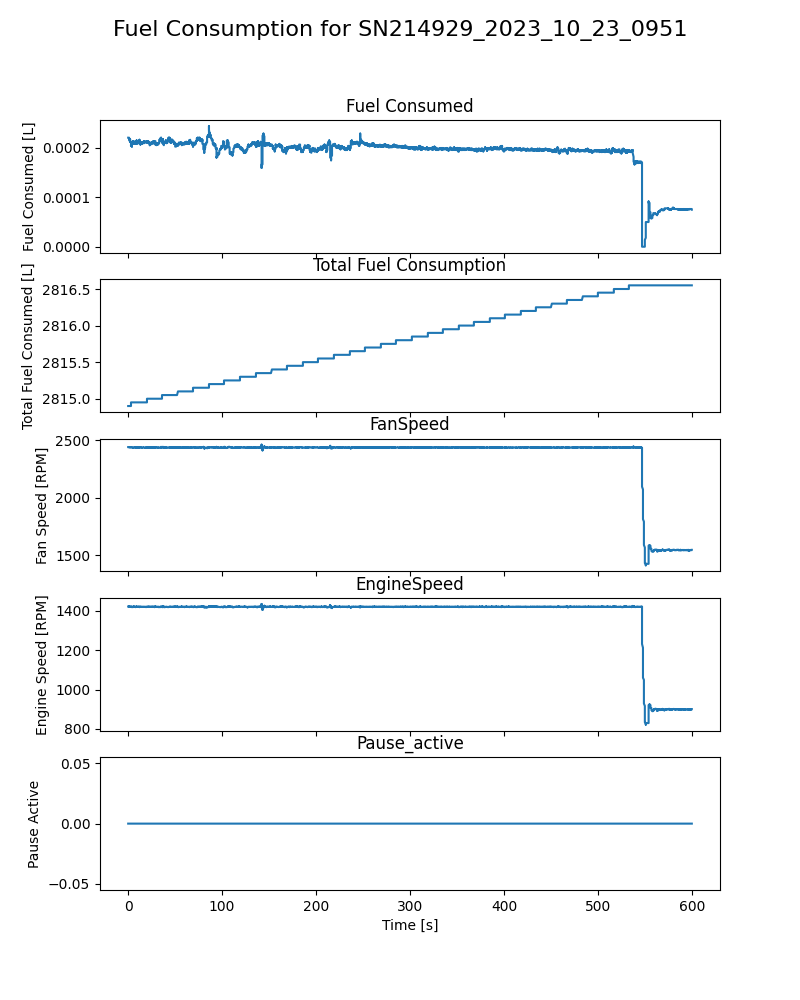 Fuel Consumption for SN214929_2023_10_23_0951
Fuel Consumed
Fuel Consumed [L]
0.0002
0.0001
0.0000
Total Fuel Consumption
Total Fuel Consumed [L]
2816.5
2816.0
2815.5
2815.0
FanSpeed
Fan Speed [RPM]
2500
2000
1500
EngineSpeed
Engine Speed [RPM]
1400
1200
1000
800
Pause_active
Pause Active
0.05
0.00
−0.05
0 100 200 300 400 500 600
Time [s]